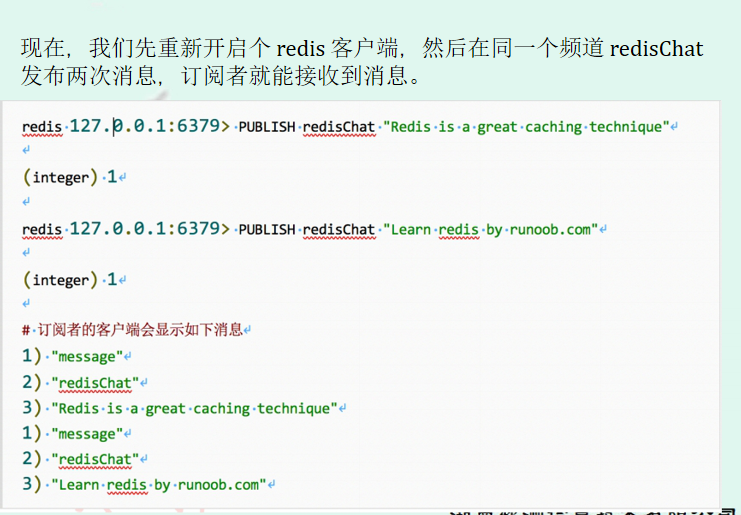 现在，我们先重新开启个 redis 客户端，然后在同一个频道 redisChat
发布两次消息，订阅者就能接收到消息。
redis 127.0.0.1:6379> PUBLISH redisChat "Redis is a great caching technique"
(integer) 1
redis 127.0.0.1:6379> PUBLISH redisChat "Learn redis by runoob.com"
(integer) 1
# 订阅者的客户端会显示如下消息
1) "message"
2) "redisChat"
3) "Redis is a great caching technique"
1) "message"
2) "redisChat"
3) "Learn redis by runoob.com"